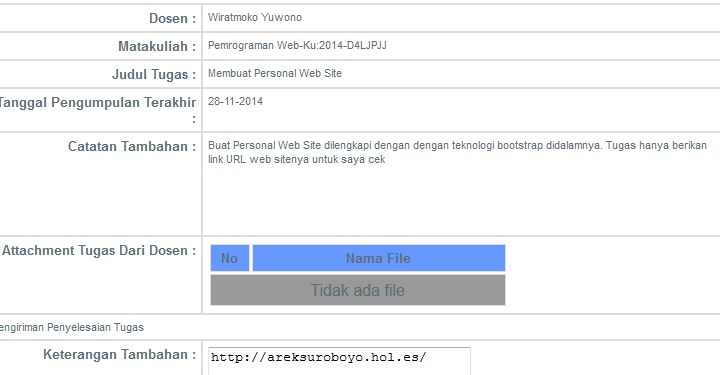 Dosen : Wiratmoko Yuwono
Matakuliah : Pemrograman Web-Ku:2014-D4LJPJJ
Judul Tugas : Membuat Personal Web Site
Tanggal Pengumpulan Terakhir : 28-11-2014
Catatan Tambahan : Buat Personal Web Site dilengkapi dengan dengan teknologi bootstrap didalamnya. Tugas hanya berikan
link URL web sitenya untuk saya cek
Attachment Tugas Dari Dosen :
No Nama File
Tidak ada file
engiriman Penyelesaian Tugas
Keterangan Tambahan : http://areksuroboyo.hol.es/